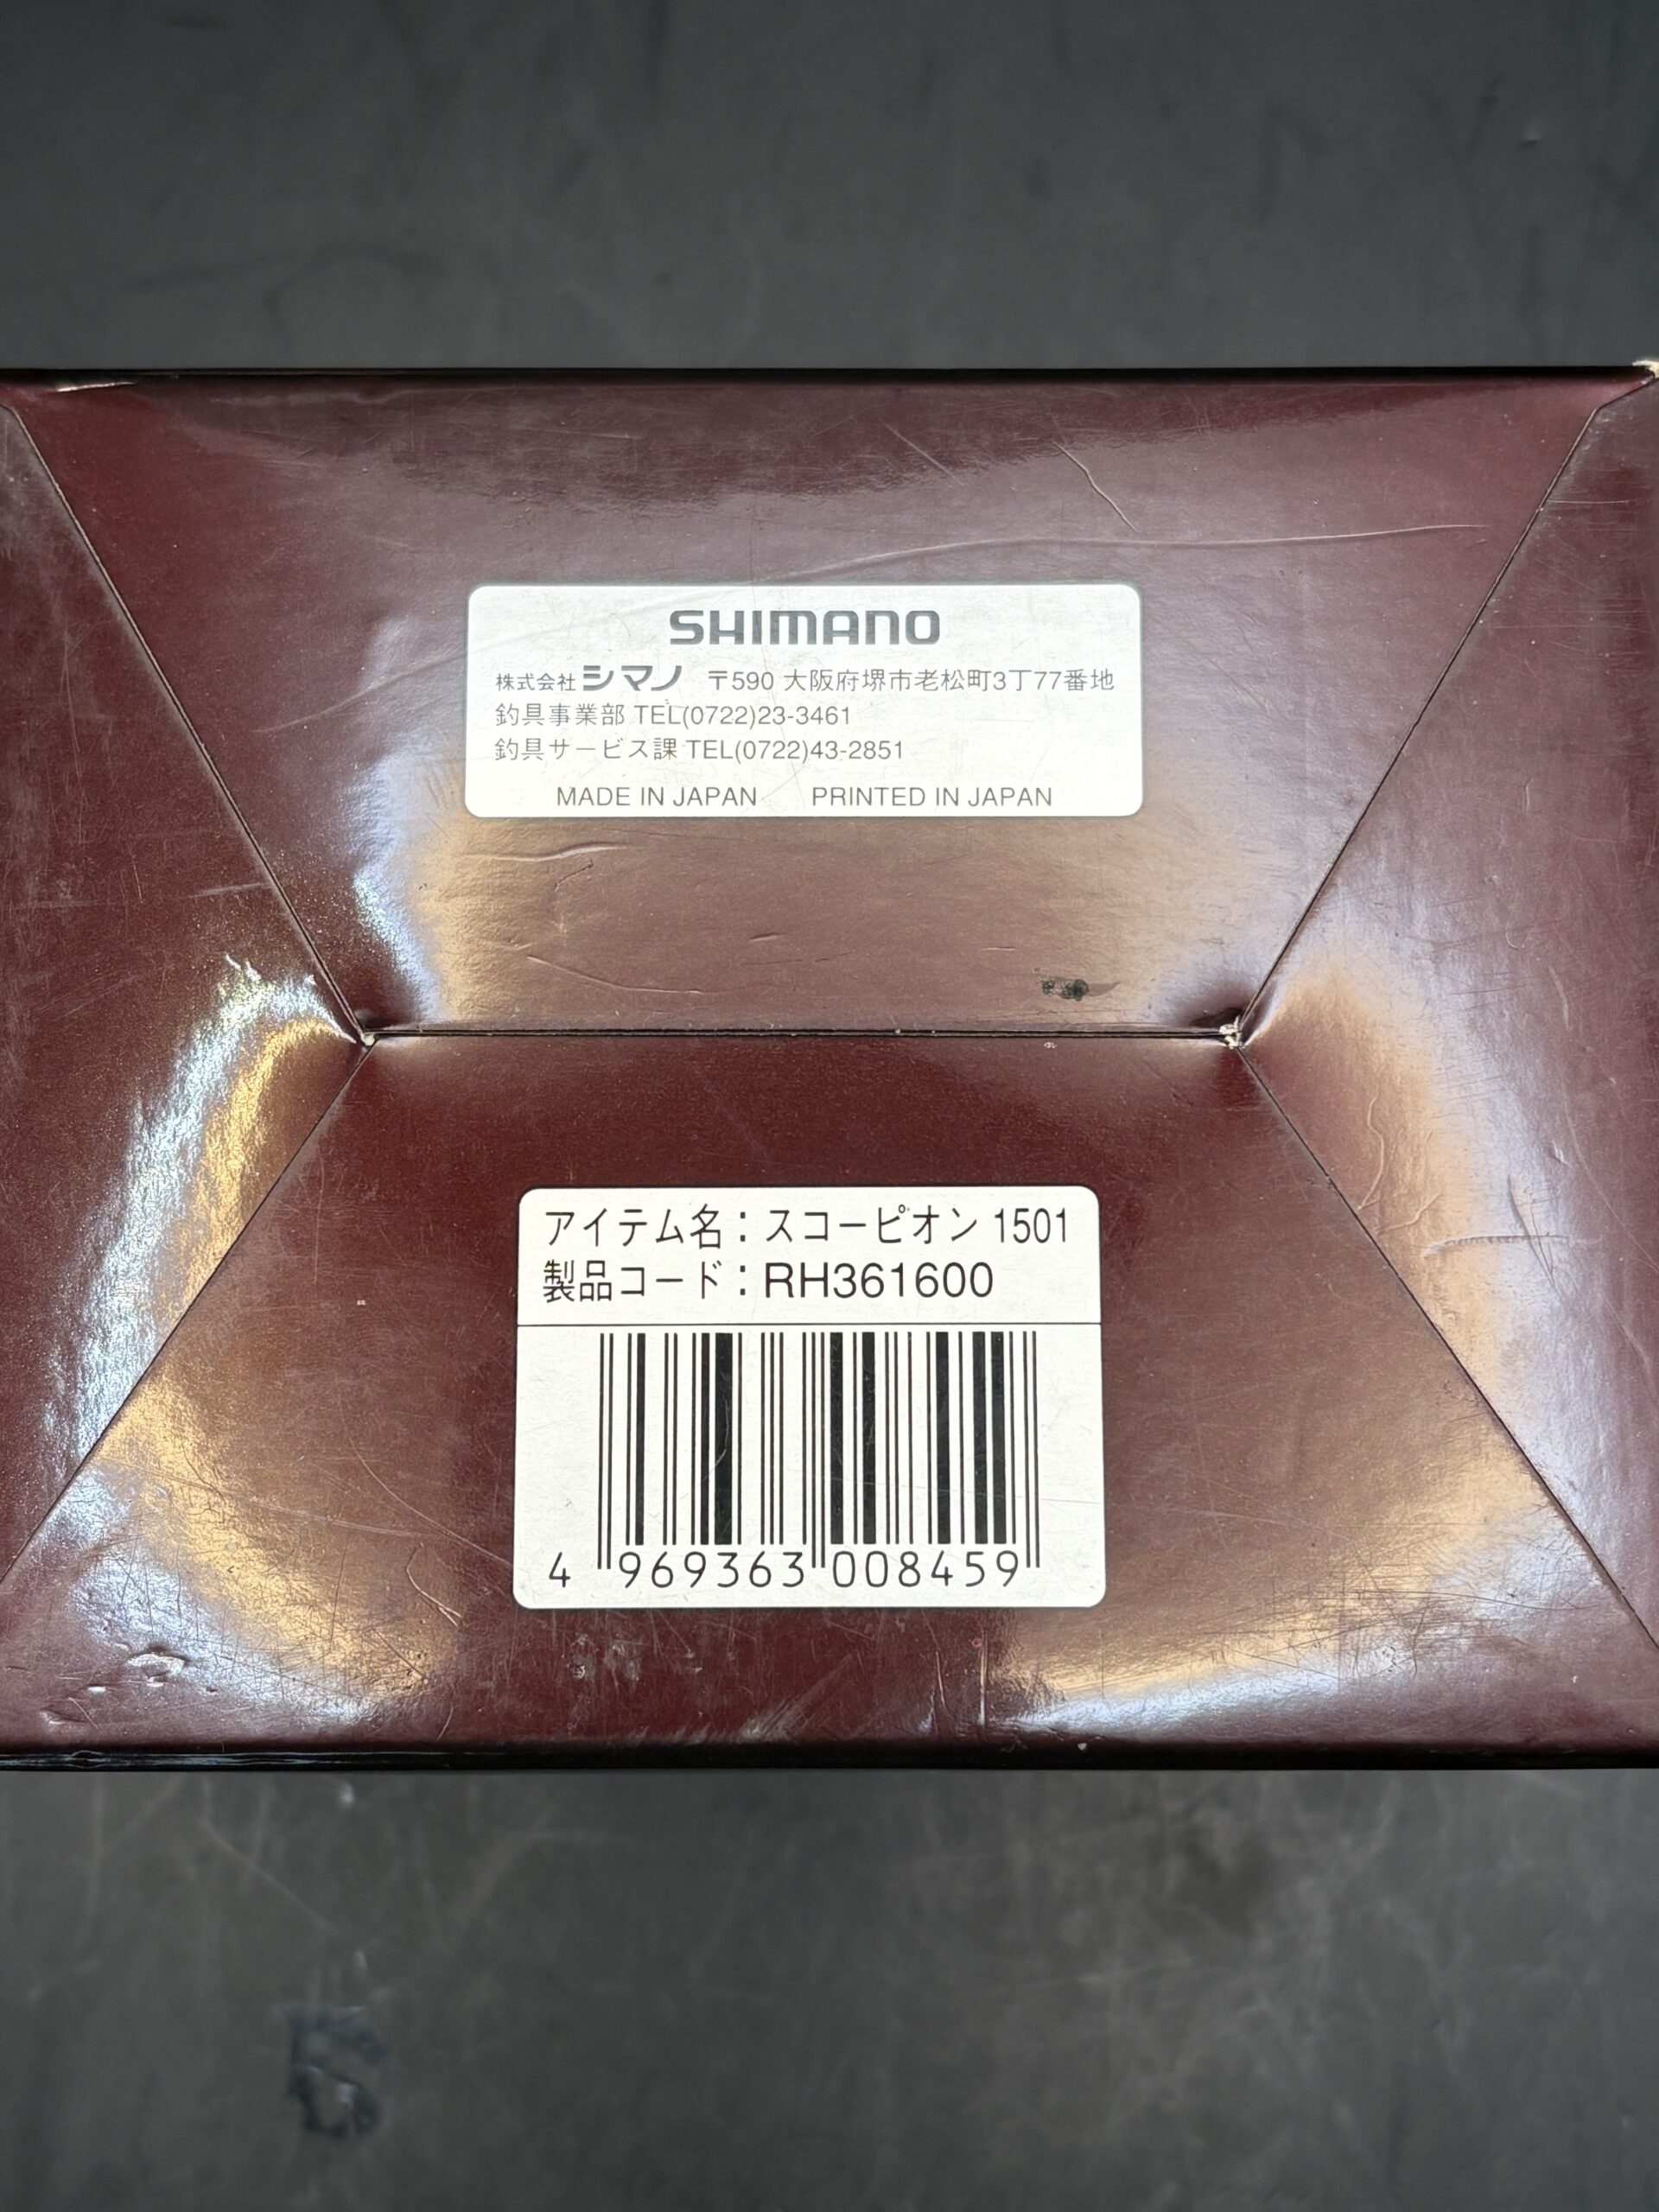 SHIMANO
株式会社 シマノ 〒590 大阪府堺市老松町3丁77番地
釣具事業部 TEL(0722)23-3461
釣具サービス課 TEL(0722)43-2851
MADE IN JAPAN PRINTED IN JAPAN
アイテム名：スコーピオン 1501
製品コード：RH361600
4 969363 008459